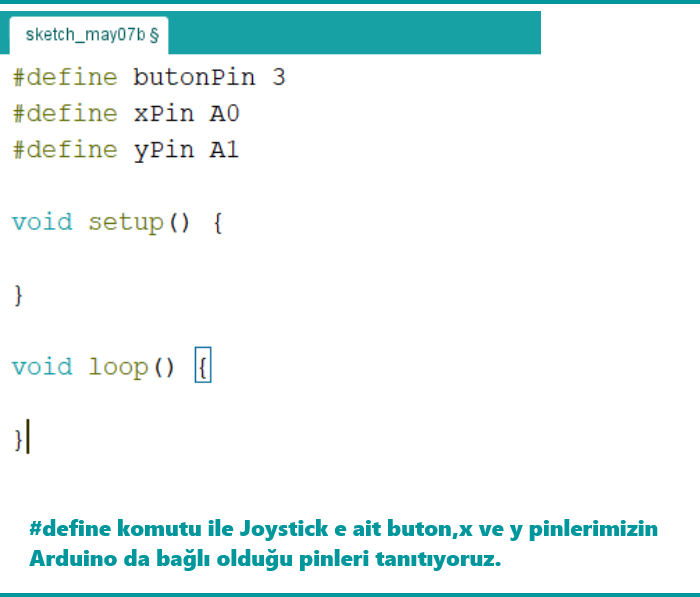 sketch_may07b §
#define butonPin 3
#define xPin A0
#define yPin A1
void setup() {
}
void loop() {
}
#define komutu ile Joystick e ait buton,x ve y pinlerimizin
Arduino da bağlı olduğu pinleri tanıtıyoruz.